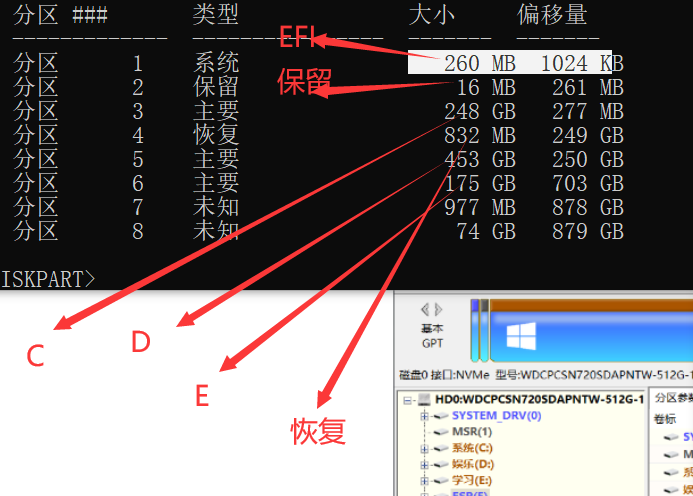 分区 ### 类型 大小 偏移量
------------- ---------------- ------- -------
EFI
分区 1 系统 260 MB 1024 KB
保留
分区 2 保留 16 MB 261 MB
分区 3 主要 248 GB 277 MB
分区 4 恢复 832 MB 249 GB
分区 5 主要 453 GB 250 GB
分区 6 主要 175 GB 703 GB
分区 7 未知 977 MB 878 GB
分区 8 未知 74 GB 879 GB
ISKPART>
C
D
E
恢复
基本
GPT
磁盘0 接口:NVMe 型号:WDCPCSN720SDAPNTW-512G-1
HD0:WDCPCSN720SDAPNTW-512G-1
SYSTEM_DRV(0)
MSR(1)
系统(C:)
娱乐(D:)
学习(E:)
分区参数
卷标